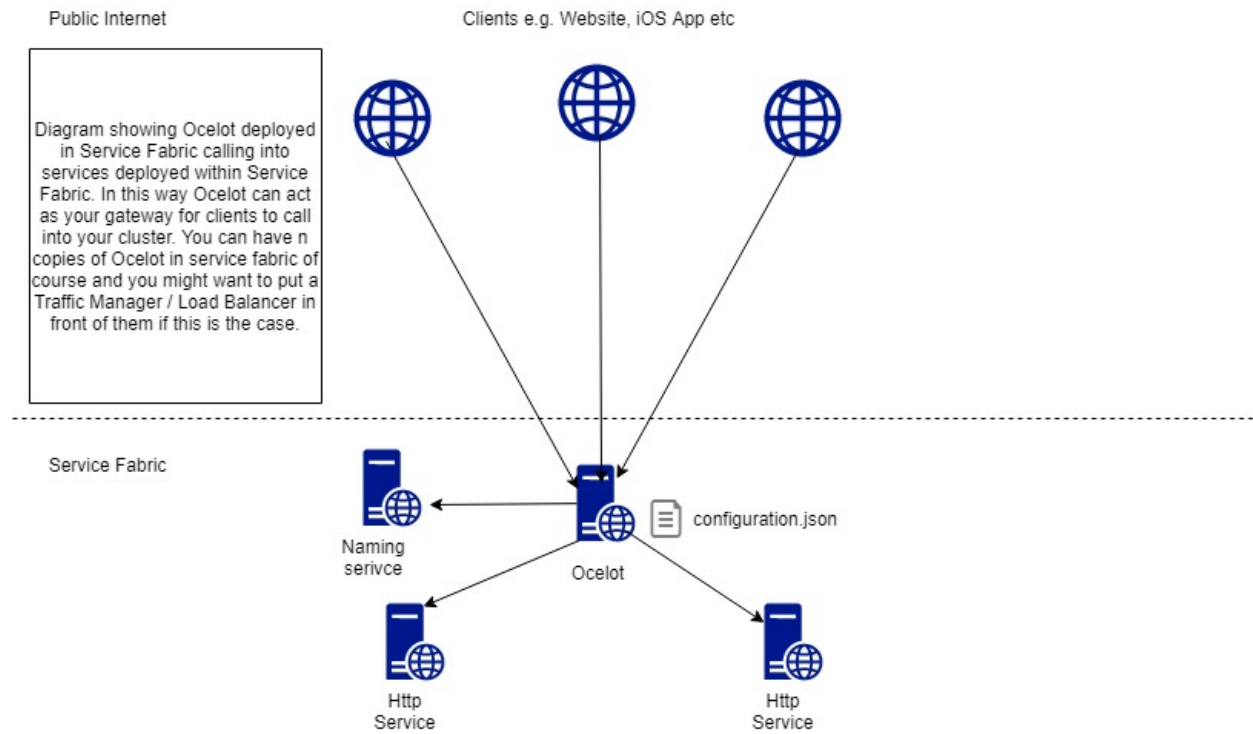 Public Internet
Clients e.g. Website, iOS App etc
Diagram showing Ocelot deployed
in Service Fabric calling into
services deployed within Service
Fabric. In this way Ocelot can act
as your gateway for clients to call
into your cluster. You can have n
copies of Ocelot in service fabric of
course and you might want to put a
Traffic Manager / Load Balancer in
front of them if this is the case.
Service Fabric
configuration.json
Naming
serivce
Ocelot
Http
Service
Http
Service